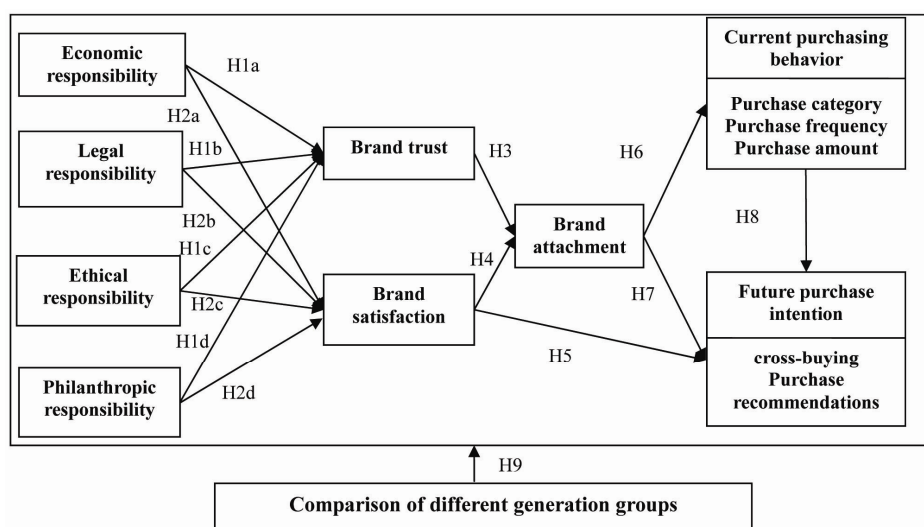 Economic
responsibility
H1a
H2a
Legal
responsibility
H1b
H2b
H1c
Ethical
responsibility
H2c
H1d
Philanthropic
responsibility
H2d
Brand trust
H3
Brand
satisfaction
H4
H5
Brand
attachment
H6
H7
Current purchasing
behavior
Purchase category
Purchase frequency
Purchase amount
H8
Future purchase
intention
cross-buying
Purchase
recommendations
H9
Comparison of different generation groups